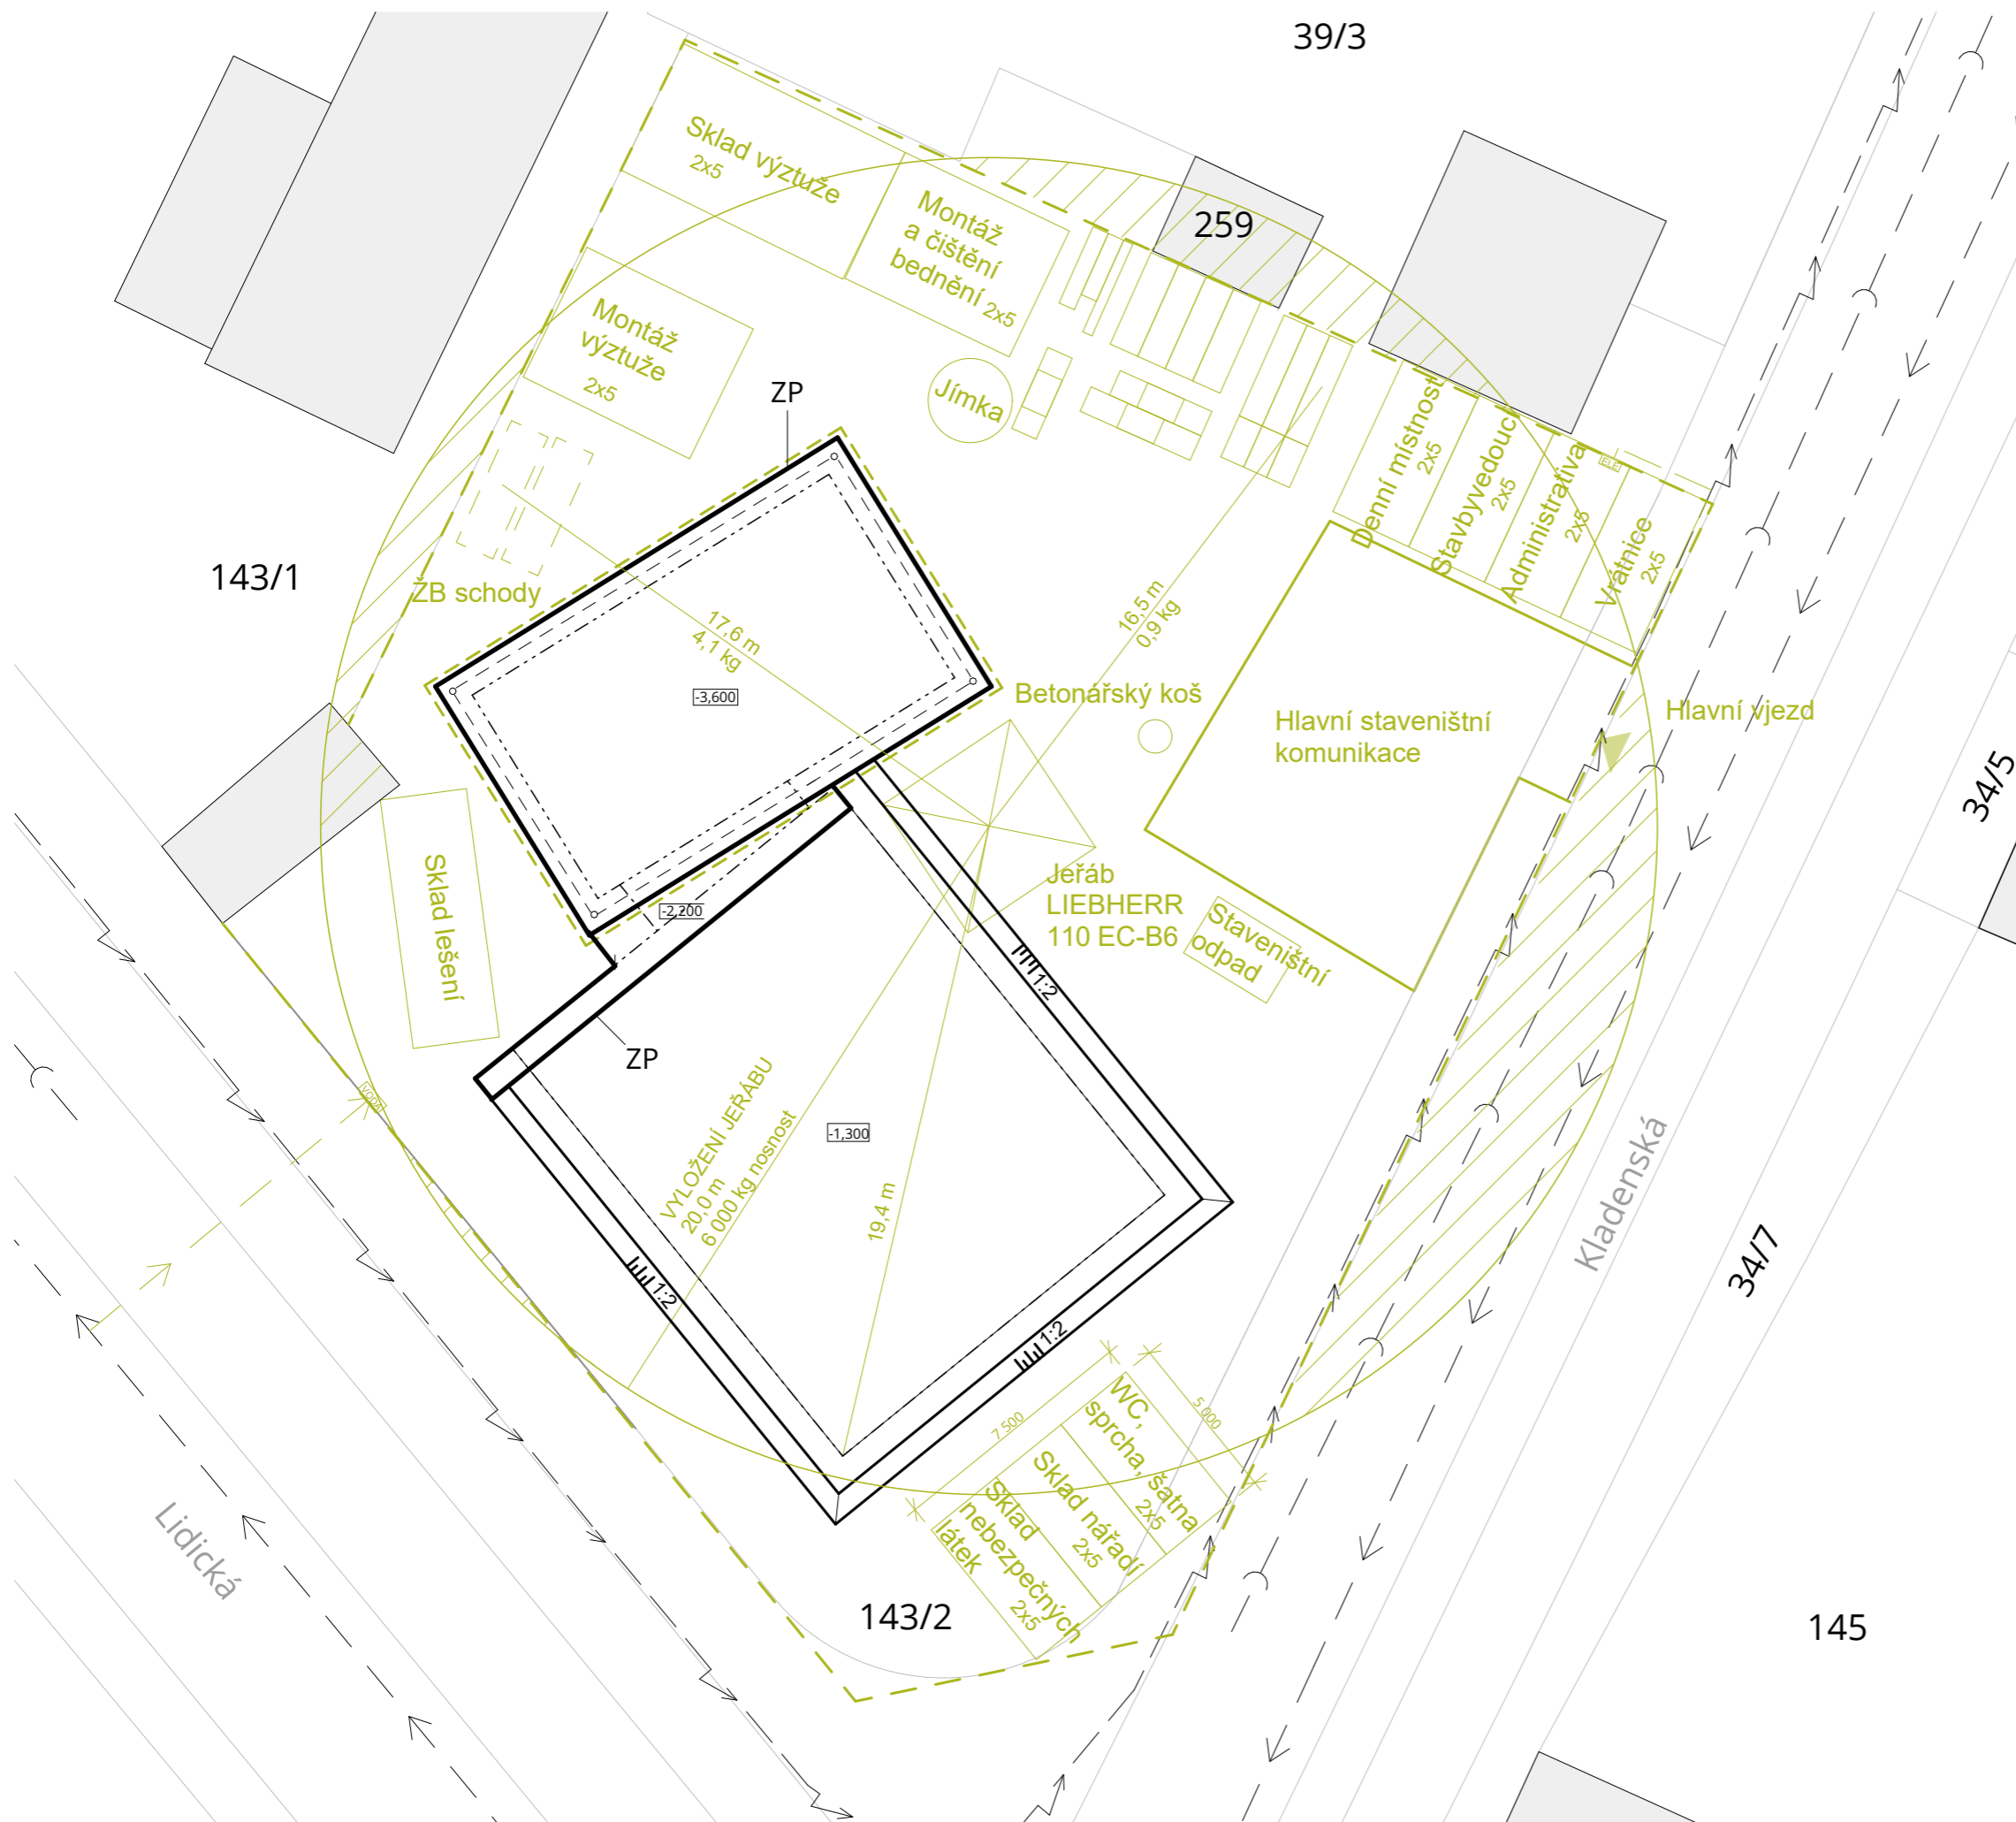 39/3
Sklad výztuže
2x5
Montáž
a čištění
bednění 2x5
259
Montáž
výztuže
2x5
Jímka
ZP
Denní místnost
2x5
Stavbyvedoucí
2x5
Administrativa
2x5
Vrátnice
2x5
ELE
143/1
ŽB schody
17,6 m
4,1 kg
16,5 m
0,9 kg
-3,600
Betonářský koš
Hlavní staveništní
komunikace
Hlavní vjezd
34/5
Sklad lešení
-2,200
Jeřáb
LIEBHERR
110 EC-B6
Staveništní
odpad
1:2
ZP
VODA
VYLOŽENÍ JEŘÁBU
20,0 m
6 000 kg nosnost
-1,300
19,4 m
Kladenská
34/7
1:2
1:2
7 500
5 000
WC,
sprcha, šatna
2x5
Sklad nářadí
2x5
Sklad
nebezpečných
látek
2x5
Lidická
143/2
145